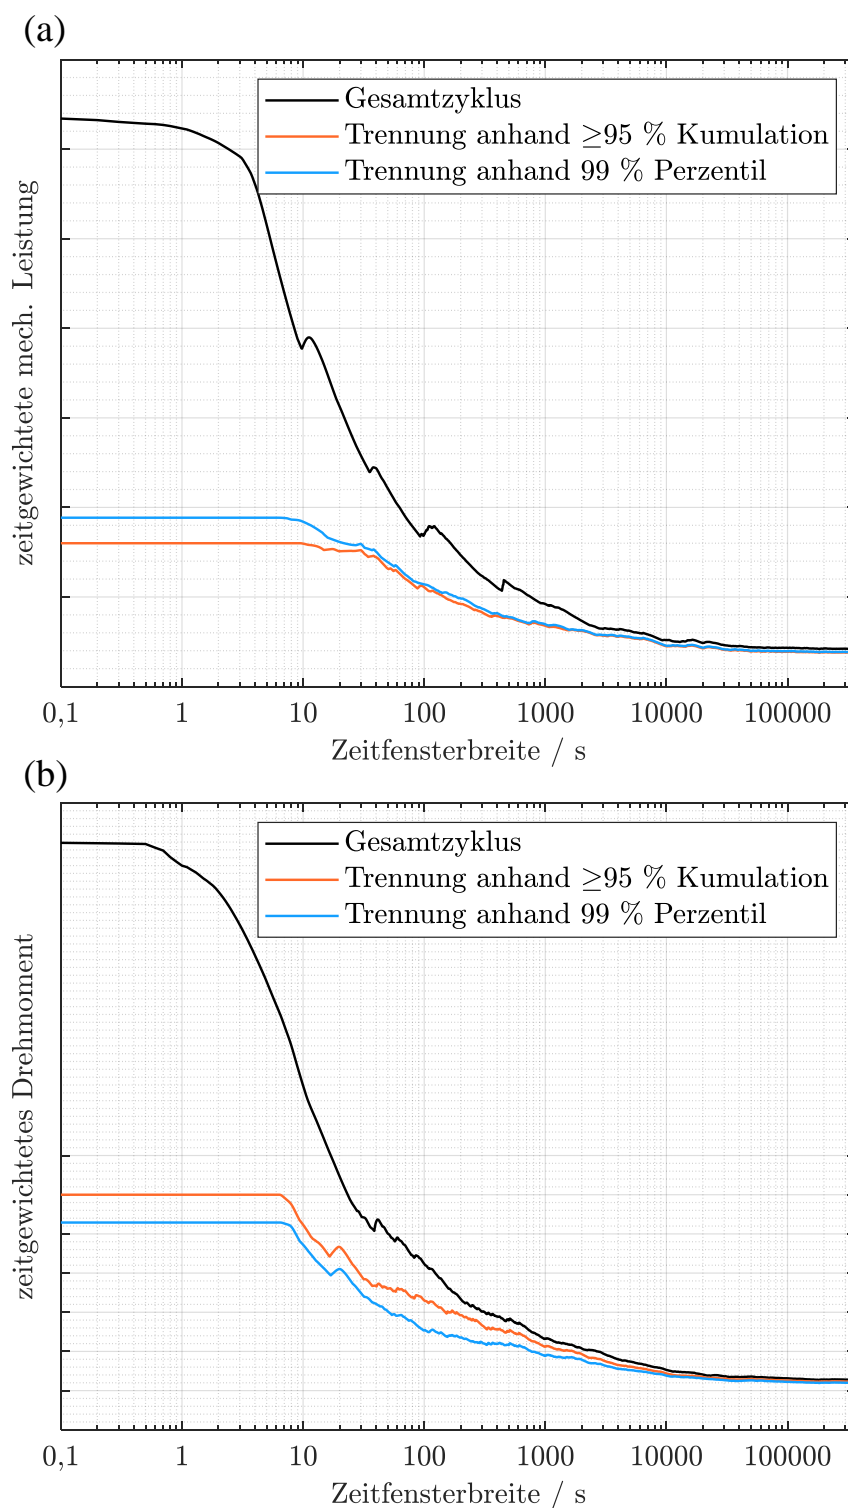 (a)
Gesamtzyklus
Trennung anhand ≥95 % Kumulation
Trennung anhand 99 % Perzentil
zeitgewichtete mech. Leistung
0,1 1 10 100 1000 10000 100000
Zeitfensterbreite / s
(b)
Gesamtzyklus
Trennung anhand ≥95 % Kumulation
Trennung anhand 99 % Perzentil
zeitgewichtetes Drehmoment
0,1 1 10 100 1000 10000 100000
Zeitfensterbreite / s